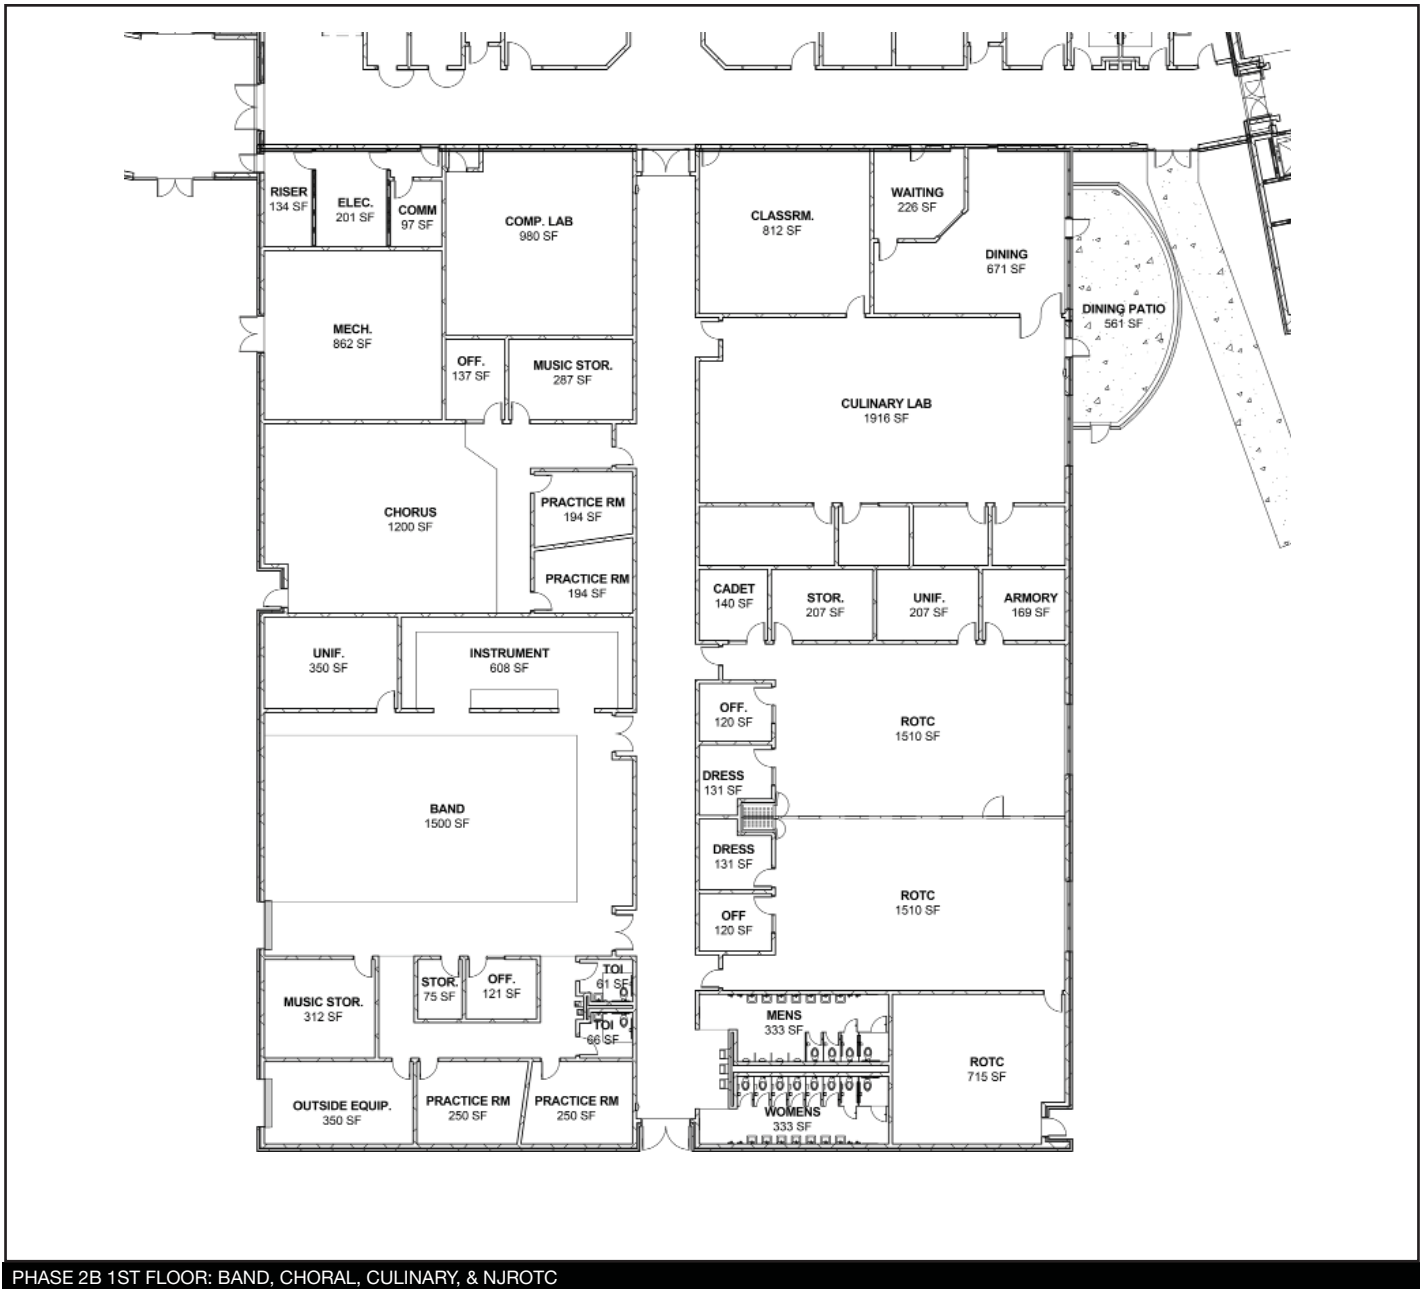 RISER
134 SF
ELEC.
201 SF
COMM
97 SF
COMP. LAB
980 SF
CLASSRM.
812 SF
WAITING
226 SF
DINING
671 SF
DINING PATIO
561 SF
MECH.
862 SF
OFF.
137 SF
MUSIC STOR.
287 SF
CULINARY LAB
1916 SF
CHORUS
1200 SF
PRACTICE RM
194 SF
PRACTICE RM
194 SF
CADET
140 SF
STOR.
207 SF
UNIF.
207 SF
ARMORY
169 SF
UNIF.
350 SF
INSTRUMENT
608 SF
OFF.
120 SF
ROTC
1510 SF
DRESS
131 SF
BAND
1500 SF
DRESS
131 SF
ROTC
1510 SF
OFF
120 SF
MUSIC STOR.
312 SF
STOR.
75 SF
OFF.
121 SF
TOI
61 SF
TOI
66 SF
MENS
333 SF
ROTC
715 SF
OUTSIDE EQUIP.
350 SF
PRACTICE RM
250 SF
PRACTICE RM
250 SF
WOMENS
333 SF
PHASE 2B 1ST FLOOR: BAND, CHORAL, CULINARY, & NJROTC